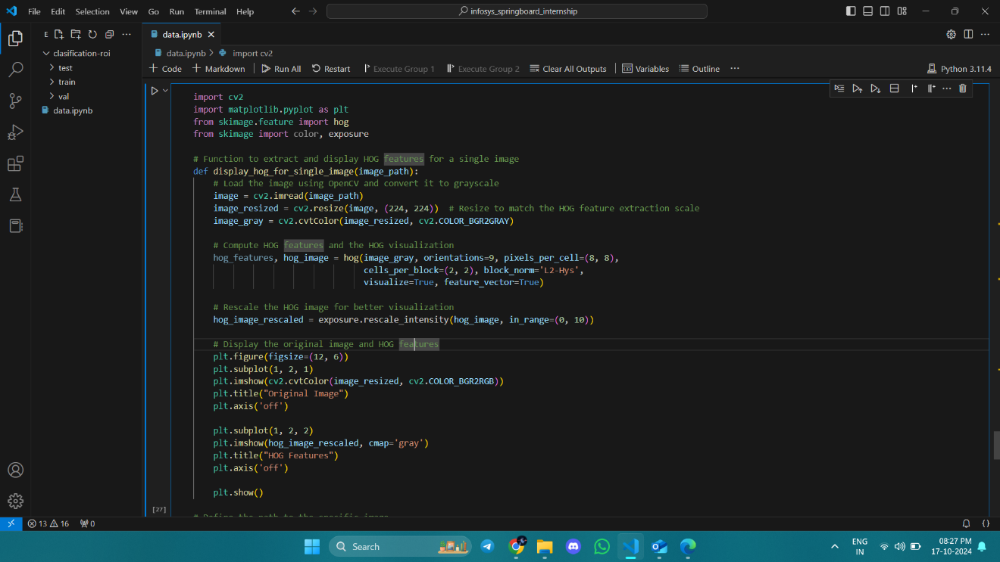 File Edit Selection View Go Run Terminal Help
infosys_springboard_internship
E
clasification-roi
test
train
val
data.ipynb
data.ipynb
data.ipynb > import cv2
+ Code + Markdown Run All Restart Execute Group 1 Execute Group 2 Clear All Outputs Variables Outline ... Python 3.11.4
import cv2
import matplotlib.pyplot as plt
from skimage.feature import hog
from skimage import color, exposure
# Function to extract and display HOG features for a single image
def display_hog_for_single_image(image_path):
# Load the image using OpenCV and convert it to grayscale
image = cv2.imread(image_path)
image_resized = cv2.resize(image, (224, 224))  # Resize to match the HOG feature extraction scale
image_gray = cv2.cvtColor(image_resized, cv2.COLOR_BGR2GRAY)
# Compute HOG features and the HOG visualization
hog_features, hog_image = hog(image_gray, orientations=9, pixels_per_cell=(8, 8),
cells_per_block=(2, 2), block_norm='L2-Hys',
visualize=True, feature_vector=True)
# Rescale the HOG image for better visualization
hog_image_rescaled = exposure.rescale_intensity(hog_image, in_range=(0, 10))
# Display the original image and HOG features
plt.figure(figsize=(12, 6))
plt.subplot(1, 2, 1)
plt.imshow(cv2.cvtColor(image_resized, cv2.COLOR_BGR2RGB))
plt.title("Original Image")
plt.axis('off')
plt.subplot(1, 2, 2)
plt.imshow(hog_image_rescaled, cmap='gray')
plt.title("HOG Features")
plt.axis('off')
plt.show()
[27]
# Define the path to the specific image
13 16 0 {}
Search
ENG
IN
08:27 PM
17-10-2024